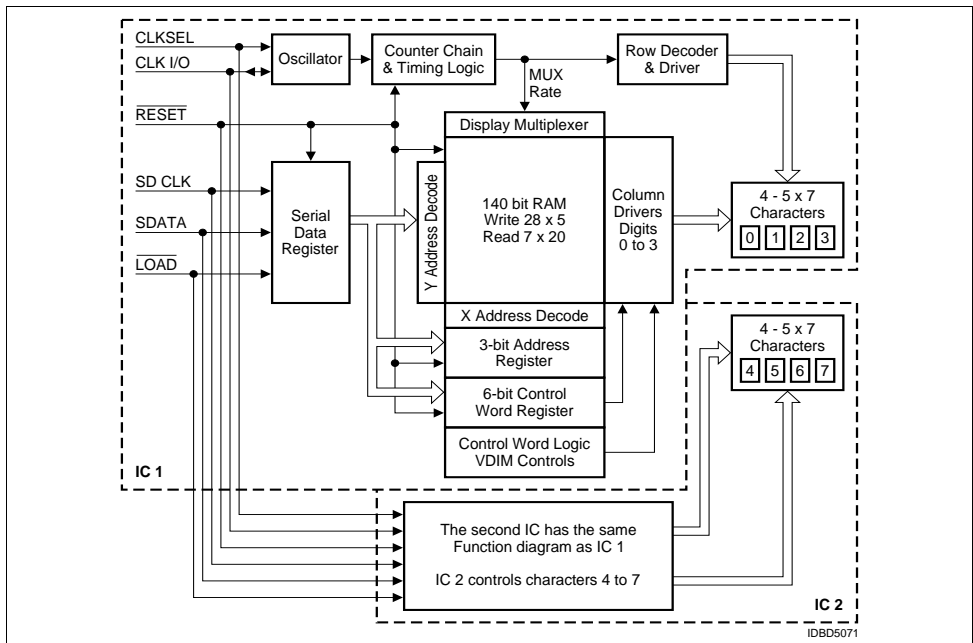 CLKSEL
CLK I/O
RESET
SD CLK
SDATA
LOAD
Oscillator
Counter Chain
& Timing Logic
MUX
Rate
Row Decoder
& Driver
Display Multiplexer
Serial
Data
Register
Y Address Decode
140 bit RAM
Write 28 x 5
Read 7 x 20
Column
Drivers
Digits
0 to 3
4 - 5 x 7
Characters
0 1 2 3
X Address Decode
3-bit Address
Register
6-bit Control
Word Register
Control Word Logic
VDIM Controls
IC 1
4 - 5 x 7
Characters
4 5 6 7
The second IC has the same
Function diagram as IC 1
IC 2 controls characters 4 to 7
IC 2
IDBD5071